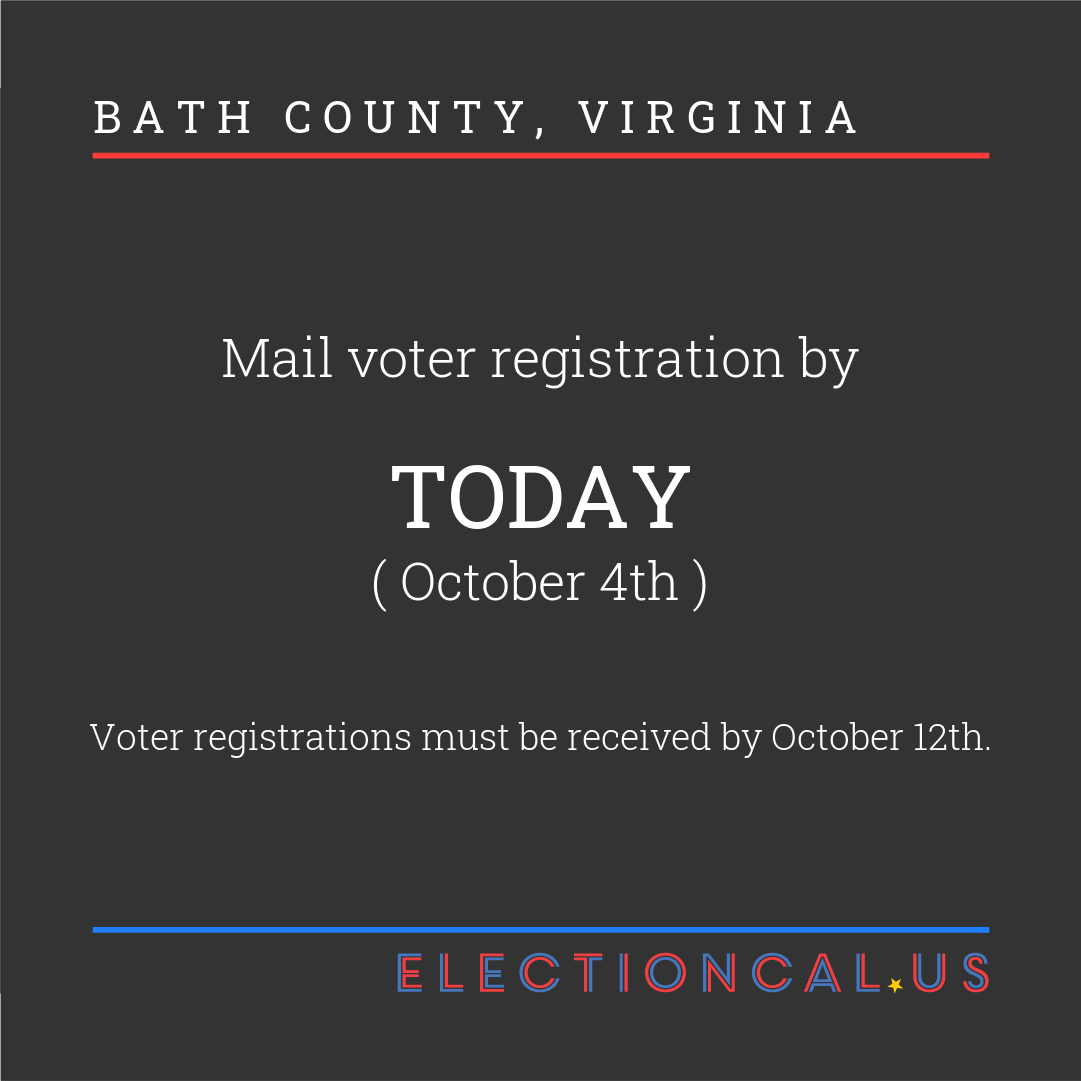 BATH COUNTY, VIRGINIA
Mail voter registration by
TODAY
( October 4th )
Voter registrations must be received by October 12th.
ELECTIONCAL.US